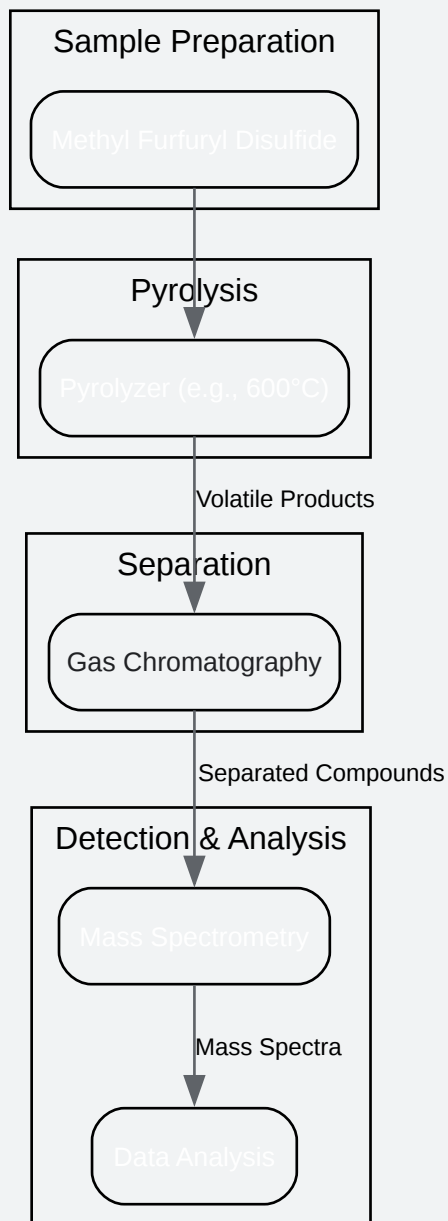 Sample Preparation
Methyl Furfuryl Disulfide
Pyrolysis
Pyrolyzer (e.g., 600°C)
Volatile Products
Separation
Gas Chromatography
Separated Compounds
Detection & Analysis
Mass Spectrometry
Mass Spectra
Data Analysis